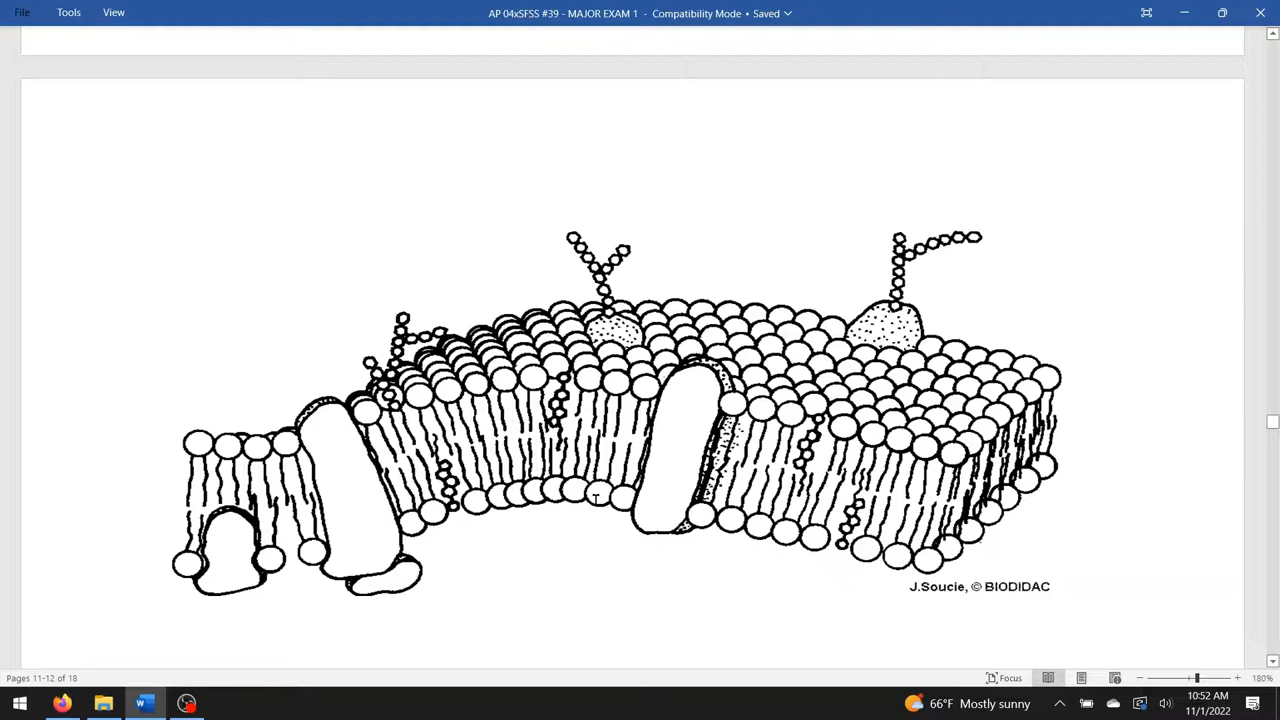 File Tools View AP 04xSFSS #39 - MAJOR EXAM 1 - Compatibility Mode • Saved
J.Soucie, © BIODIDAC
Pages 11-12 of 18 Focus 180%
66°F Mostly sunny 10:52 AM
11/1/2022